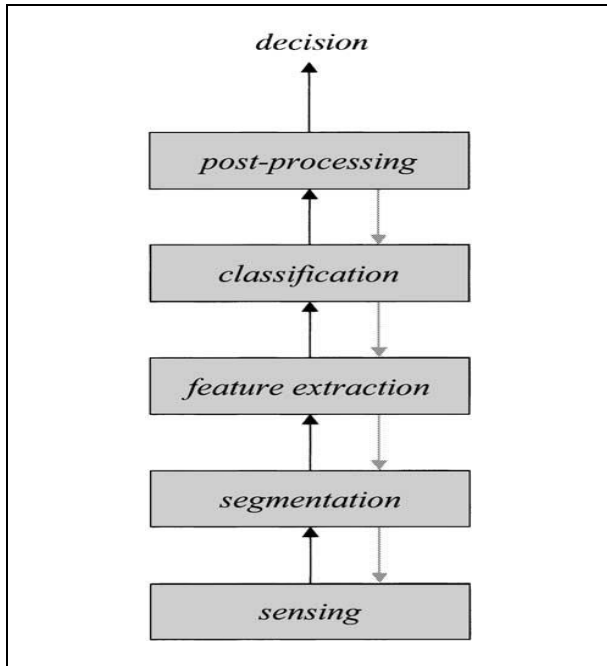 decision
post-processing
classification
feature extraction
segmentation
sensing